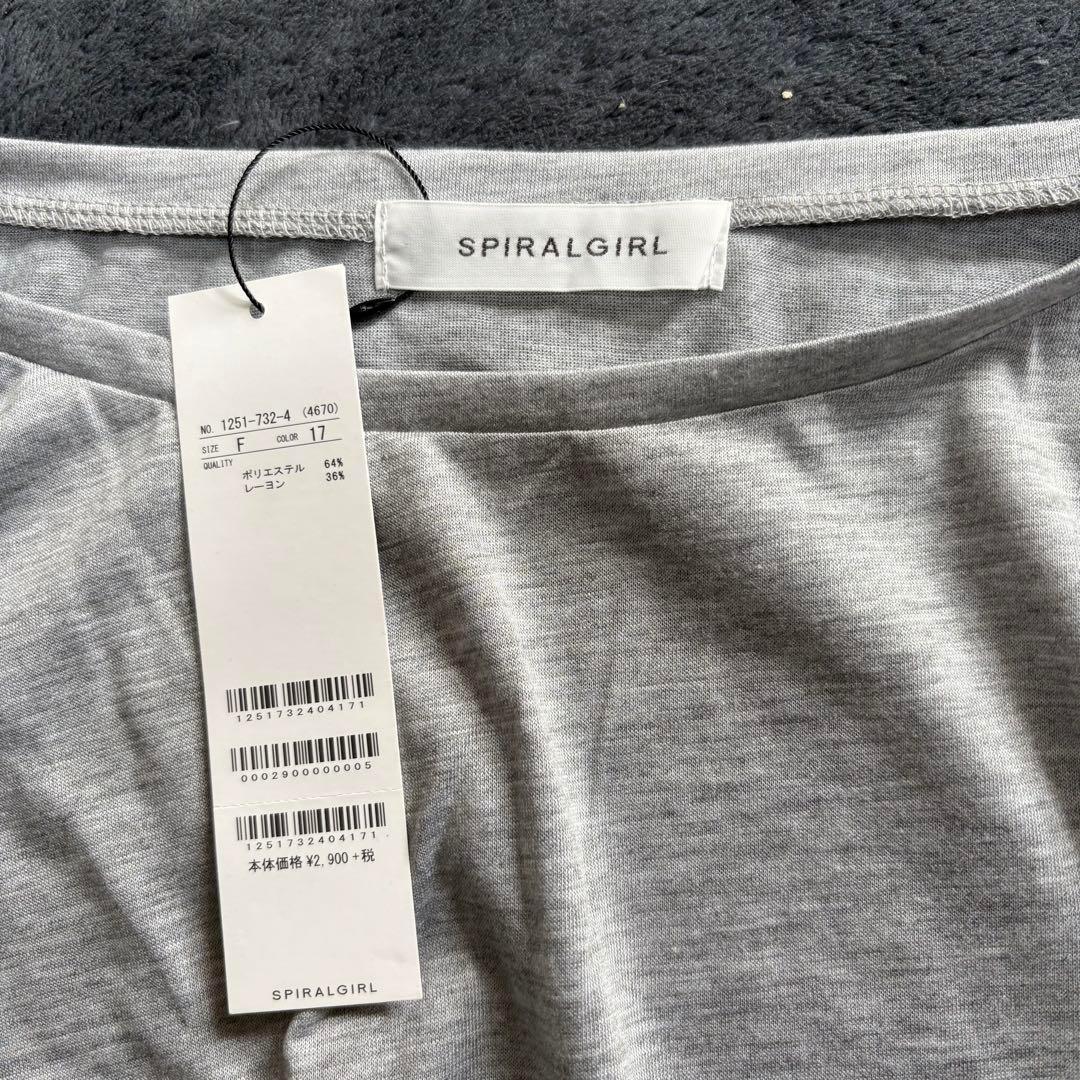 SPIRALGIRL
NO. 1251-732-4 (4670)
SIZE F COLOR 17
QUALITY
ポリエステル 64%
レーヨン 36%
1251732404171
0002900000005
1251732404171
本体価格 ¥2,900+税
SPIRALGIRL